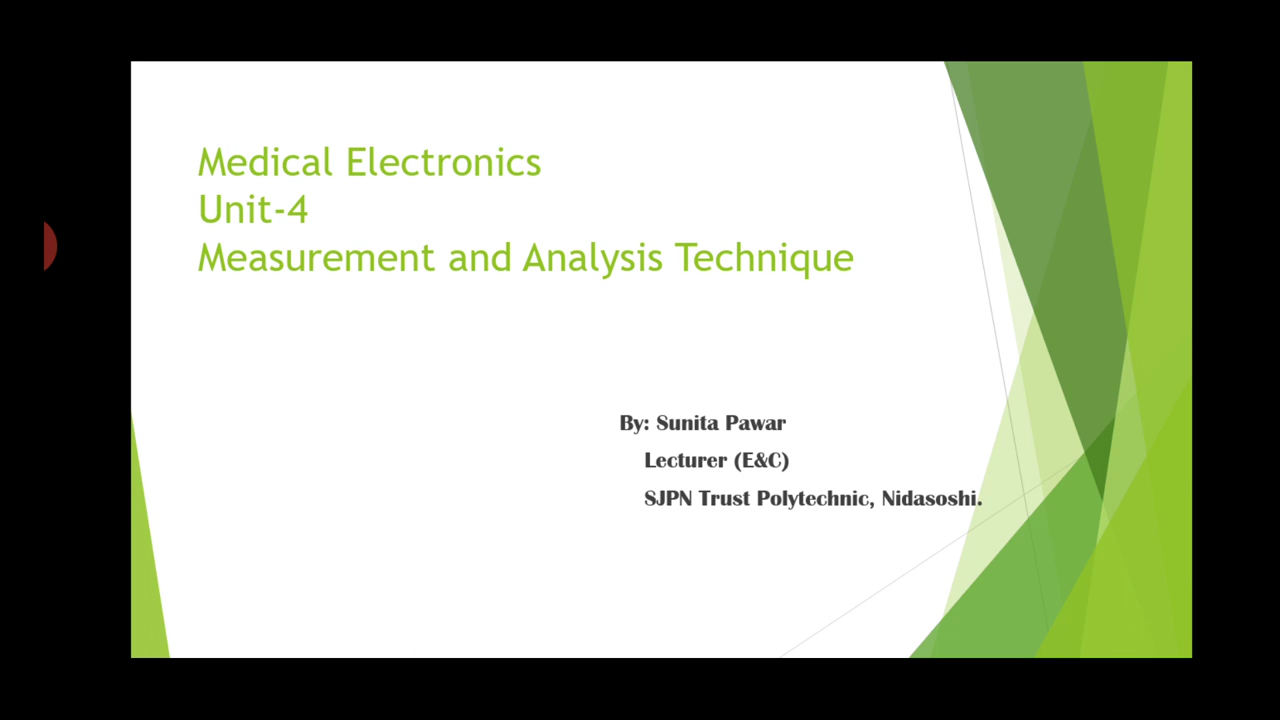 Medical Electronics
Unit-4
Measurement and Analysis Technique
By: Sunita Pawar
Lecturer (E&C)
SJPN Trust Polytechnic, Nidasoshi.